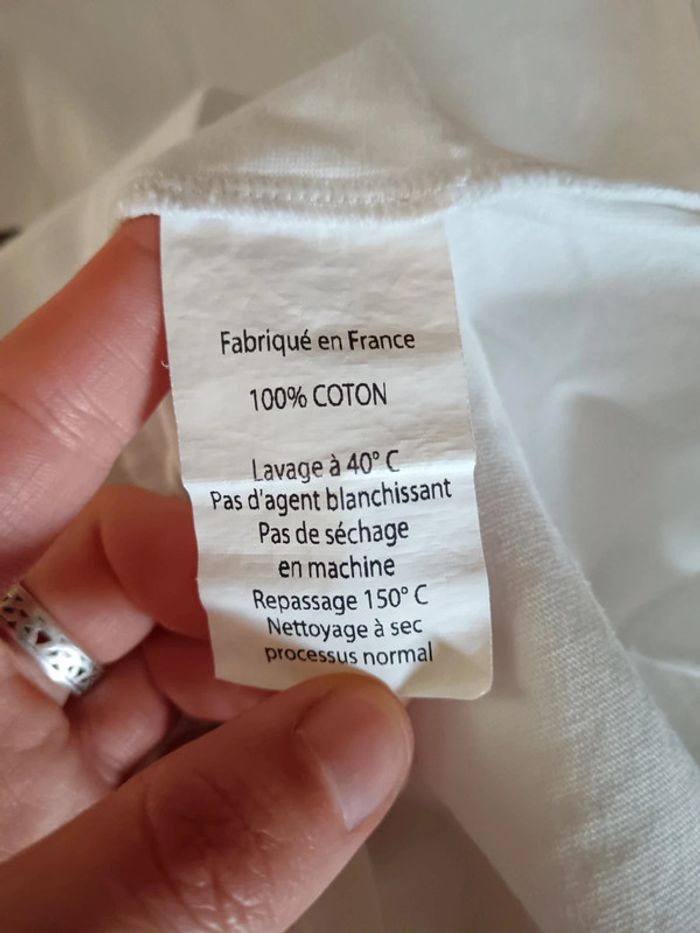 Fabriqué en France
100% COTON
Lavage à 40° C
Pas d'agent blanchissant
Pas de séchage
en machine
Repassage 150° C
Nettoyage à sec
processus normal